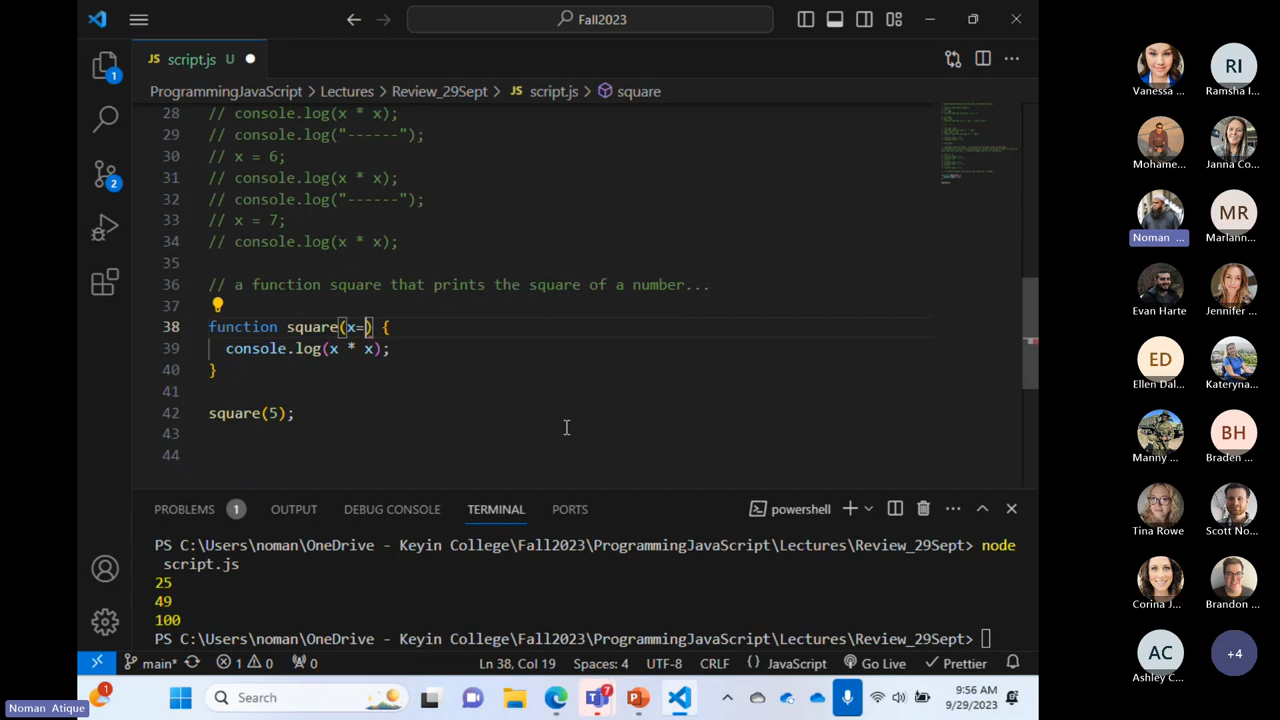 Fall2023
JS script.js U
ProgrammingJavaScript > Lectures > Review_29Sept > JS script.js > square
28 // console.log(x * x);
29 // console.log("------");
30 // x = 6;
31 // console.log(x * x);
32 // console.log("------");
33 // x = 7;
34 // console.log(x * x);
35
36 // a function square that prints the square of a number...
37
38 function square(x=) {
39 console.log(x * x);
40 }
41
42 square(5);
43
44
PROBLEMS 1 OUTPUT DEBUG CONSOLE TERMINAL PORTS powershell
PS C:\Users\noman\OneDrive - Keyin College\Fall2023\ProgrammingJavaScript\Lectures\Review_29Sept> node
script.js
25
49
100
PS C:\Users\noman\OneDrive - Keyin College\Fall2023\ProgrammingJavaScript\Lectures\Review_29Sept>
1
2
main* 1 0 0 Ln 38, Col 19 Spaces: 4 UTF-8 CRLF {} JavaScript Go Live Prettier
1 Search 7 9:56 AM
9/29/2023
Noman Atique
RI
Vanessa ... Ramsha I...
Mohame... Janna Co...
MR
Noman ... Mariann...
Evan Harte Jennifer ...
ED
Ellen Dal... Kateryna...
BH
Manny ... Braden ...
Tina Rowe Scott No...
Corina J... Brandon ...
AC +4
Ashley C...